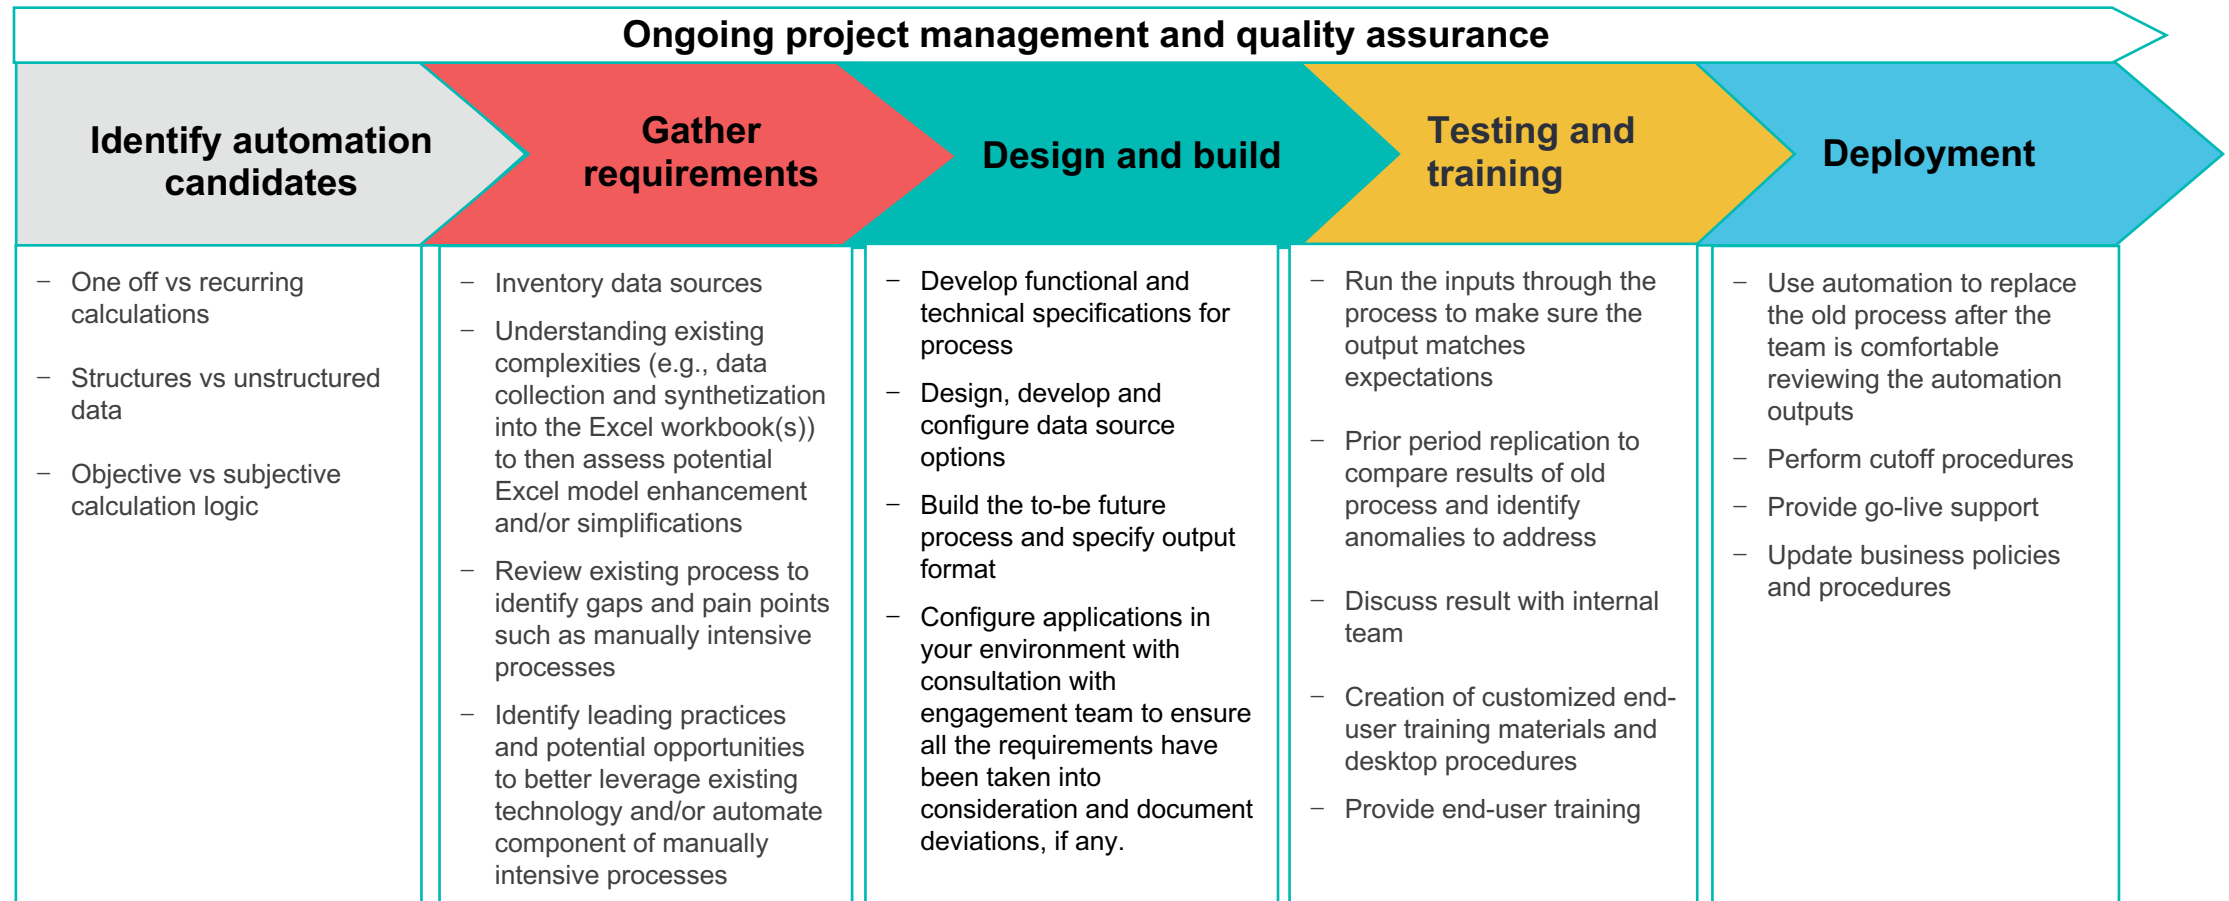 Ongoing project management and quality assurance
Identify automation
candidates
Gather
requirements
Design and build
Testing and
training
Deployment
– One off vs recurring
calculations
– Structures vs unstructured
data
– Objective vs subjective
calculation logic
– Inventory data sources
– Understanding existing
complexities (e.g., data
collection and synthetization
into the Excel workbook(s))
to then assess potential
Excel model enhancement
and/or simplifications
– Review existing process to
identify gaps and pain points
such as manually intensive
processes
– Identify leading practices
and potential opportunities
to better leverage existing
technology and/or automate
component of manually
intensive processes
– Develop functional and
technical specifications for
process
– Design, develop and
configure data source
options
– Build the to-be future
process and specify output
format
– Configure applications in
your environment with
consultation with
engagement team to ensure
all the requirements have
been taken into
consideration and document
deviations, if any.
– Run the inputs through the
process to make sure the
output matches
expectations
– Prior period replication to
compare results of old
process and identify
anomalies to address
– Discuss result with internal
team
– Creation of customized end-
user training materials and
desktop procedures
– Provide end-user training
– Use automation to replace
the old process after the
team is comfortable
reviewing the automation
outputs
– Perform cutoff procedures
– Provide go-live support
– Update business policies
and procedures